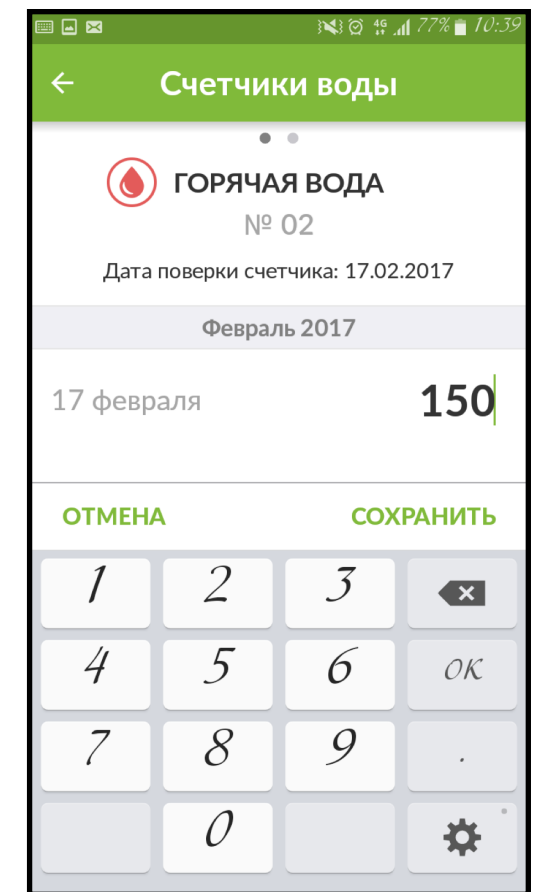 4G 77% 10:39
Счетчики воды
ГОРЯЧАЯ ВОДА
№ 02
Дата поверки счетчика: 17.02.2017
Февраль 2017
17 февраля 150
ОТМЕНА СОХРАНИТЬ
1 2 3
4 5 6 OK
7 8 9 .
0